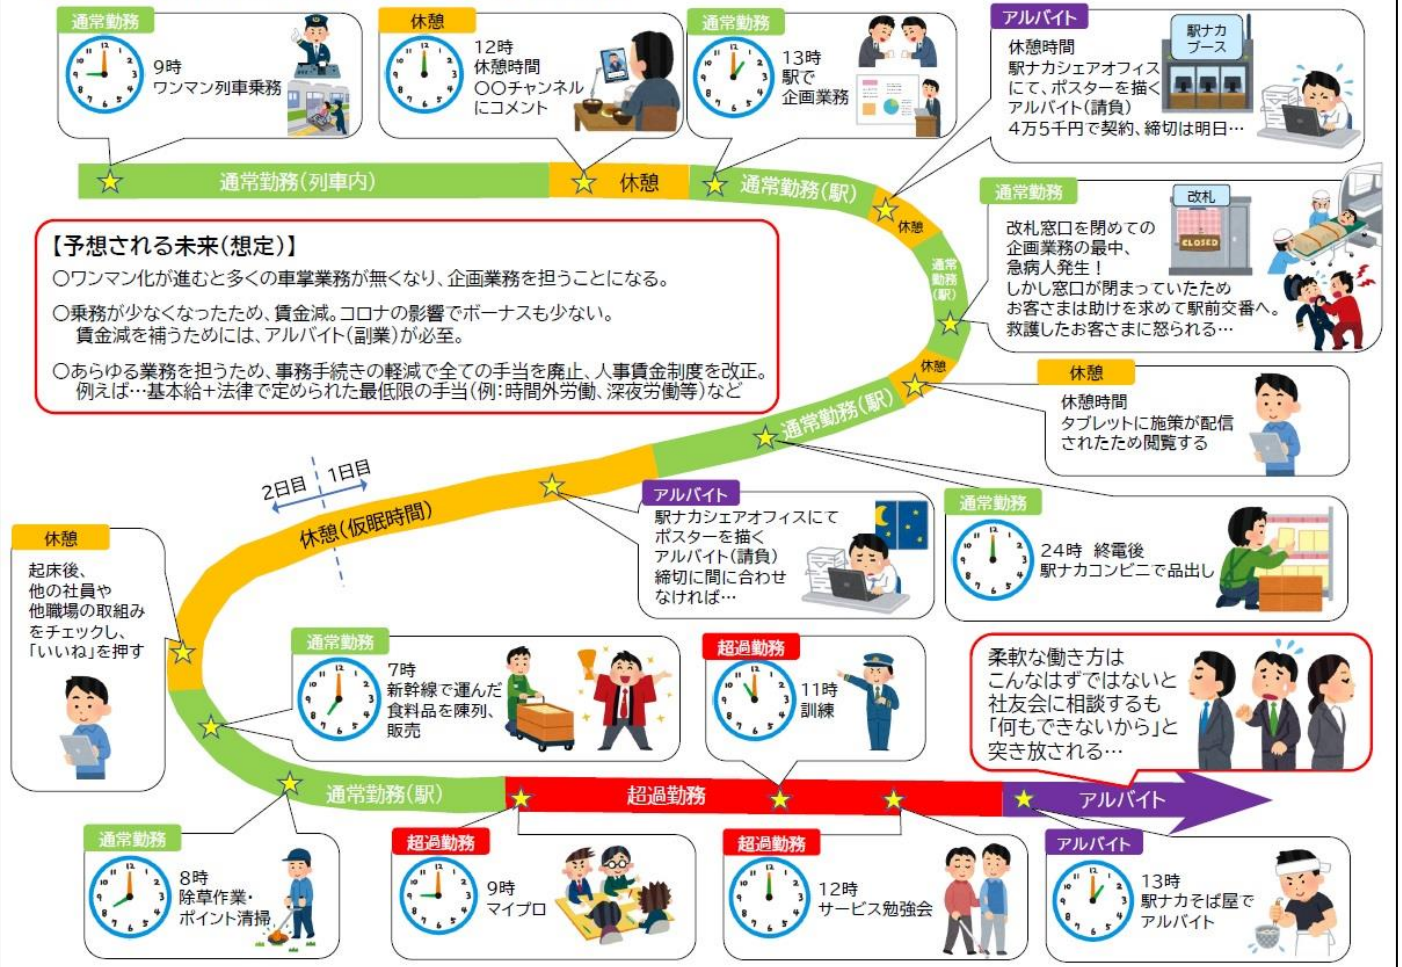 通常勤務
9時
ワンマン列車乗務
休憩
12時
休憩時間
〇〇チャンネル
にコメント
通常勤務
13時
駅で
企画業務
アルバイト
休憩時間
駅ナカシェアオフィス
にて、ポスターを描く
アルバイト(請負)
4万5千円で契約、締切は明日…
駅ナカ
ブース
通常勤務(列車内)
休憩
通常勤務(駅)
休憩
通常
勤務
(駅)
休憩
通常勤務(駅)
通常勤務
改札窓口を閉めての
企画業務の最中、
急病人発生！
しかし窓口が閉まっていたため
お客さまは助けを求めて駅前交番へ。
救護したお客さまに怒られる…
改札
CLOSED
【予想される未来(想定)】
〇ワンマン化が進むと多くの車掌業務が無くなり、企画業務を担うことになる。
〇乗務が少なくなったため、賃金減。コロナの影響でボーナスも少ない。
賃金減を補うためには、アルバイト(副業)が必至。
〇あらゆる業務を担うため、事務手続きの軽減で全ての手当を廃止、人事賃金制度を改正。
例えば…基本給+法律で定められた最低限の手当(例:時間外労働、深夜労働等)など
休憩
休憩時間
タブレットに施策が配信
されたため閲覧する
2日目
1日目
休憩(仮眠時間)
アルバイト
駅ナカシェアオフィスにて
ポスターを描く
アルバイト(請負)
締切に間に合わせ
なければ…
通常勤務
24時 終電後
駅ナカコンビニで品出し
休憩
起床後、
他の社員や
他職場の取組み
をチェックし、
「いいね」を押す
通常勤務
7時
新幹線で運んだ
食料品を陳列、
販売
超過勤務
11時
訓練
柔軟な働き方は
こんなはずではないと
社友会に相談するも
「何もできないから」と
突き放される…
通常勤務(駅)
超過勤務
アルバイト
通常勤務
8時
除草作業・
ポイント清掃
超過勤務
9時
マイプロ
超過勤務
12時
サービス勉強会
アルバイト
13時
駅ナカそば屋で
アルバイト